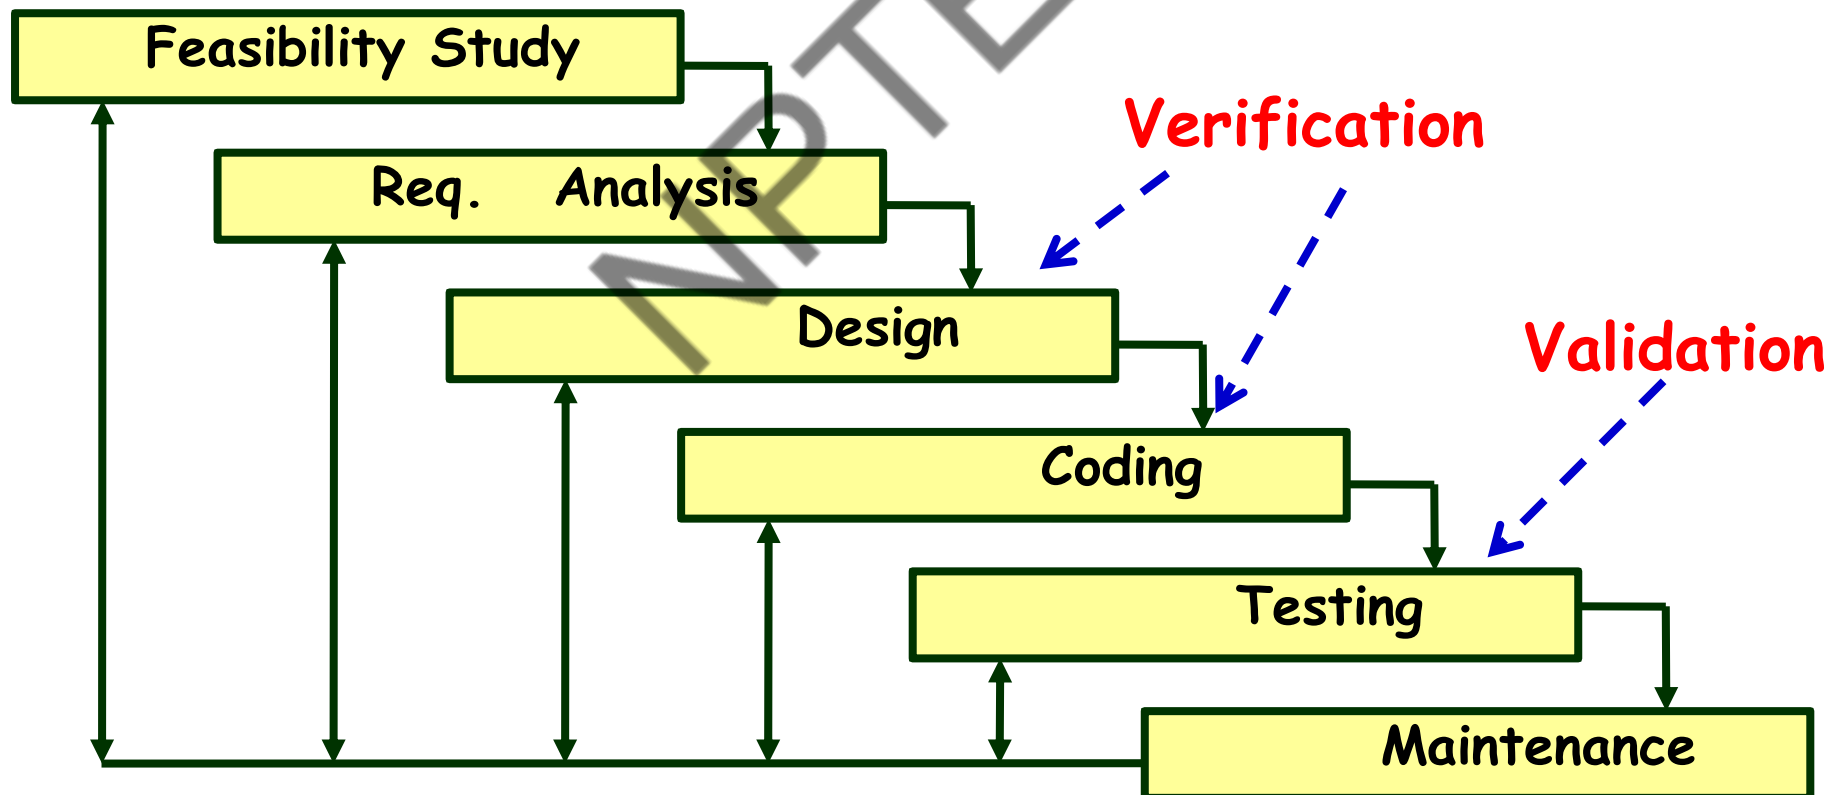 Feasibility Study
Verification
Req. Analysis
Design
Validation
Coding
Testing
Maintenance
NPTE